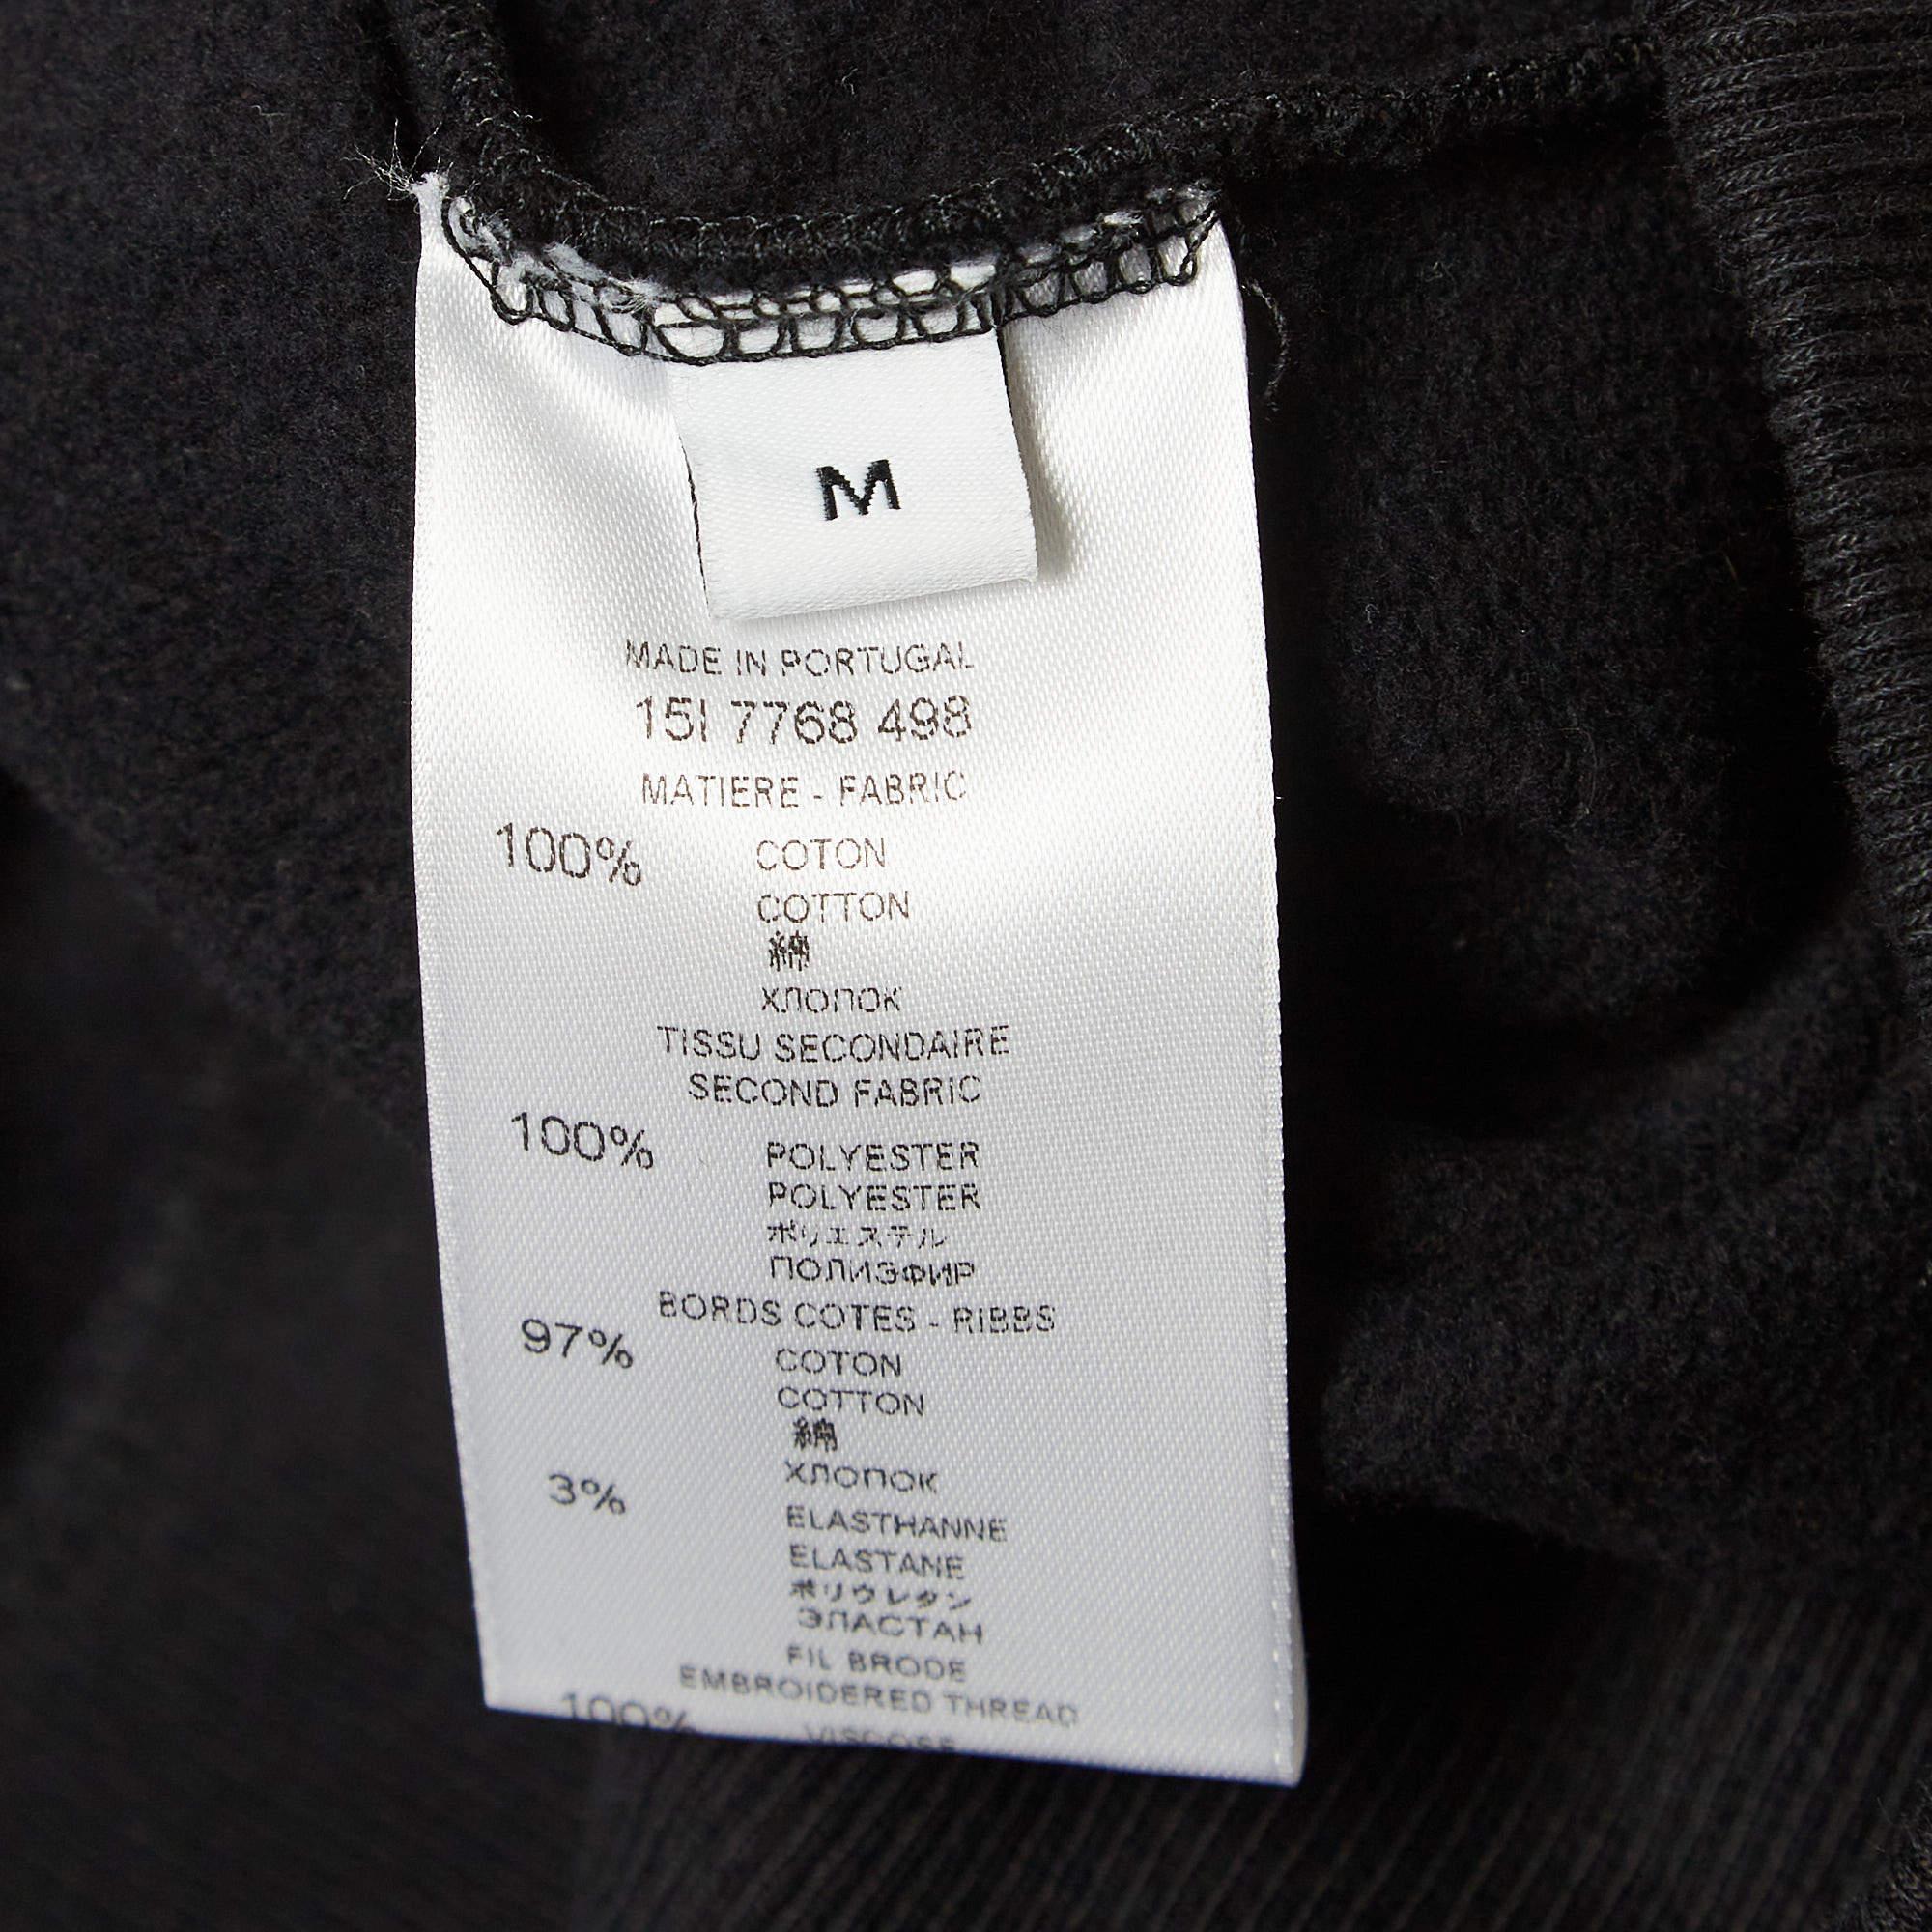 M
MADE IN PORTUGAL
15I 7768 498
MATIERE - FABRIC
100% COTON
COTTON
綿
ХЛОПОК
TISSU SECONDAIRE
SECOND FABRIC
100% POLYESTER
POLYESTER
ポリエステル
ПОЛИЭФИР
BORDS COTES - RIBBS
97% COTON
COTTON
綿
ХЛОПОК
3% ELASTHANNE
ELASTANE
ポリウレタン
ЭЛАСТАН
FIL BRODE
EMBROIDERED THREAD
100% VISCOSE